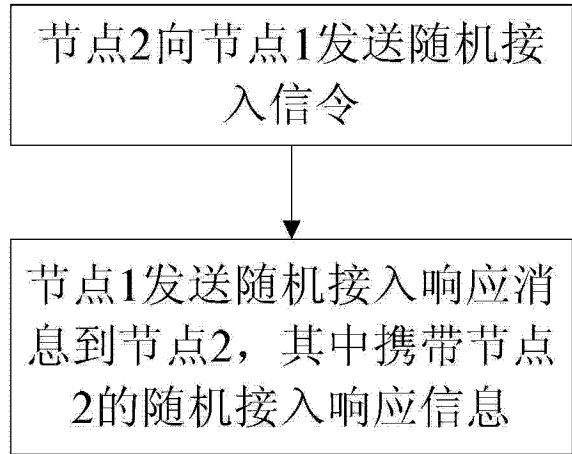 节点2向节点1发送随机接
入信令
节点1发送随机接入响应消
息到节点2，其中携带节点
2的随机接入响应信息